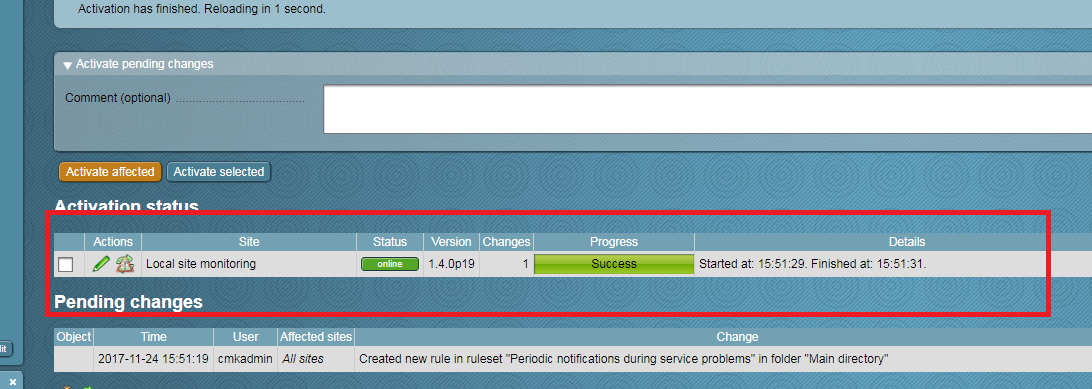 Activation has finished. Reloading in 1 second.
Activate pending changes
Comment (optional)
Activate affected Activate selected
Activation status
Actions Site Status Version Changes Progress Details
Local site monitoring online 1.4.0p19 1 Success Started at: 15:51:29. Finished at: 15:51:31.
Pending changes
Object Time User Affected sites Change
2017-11-24 15:51:19 cmkadmin All sites Created new rule in ruleset "Periodic notifications during service problems" in folder "Main directory"